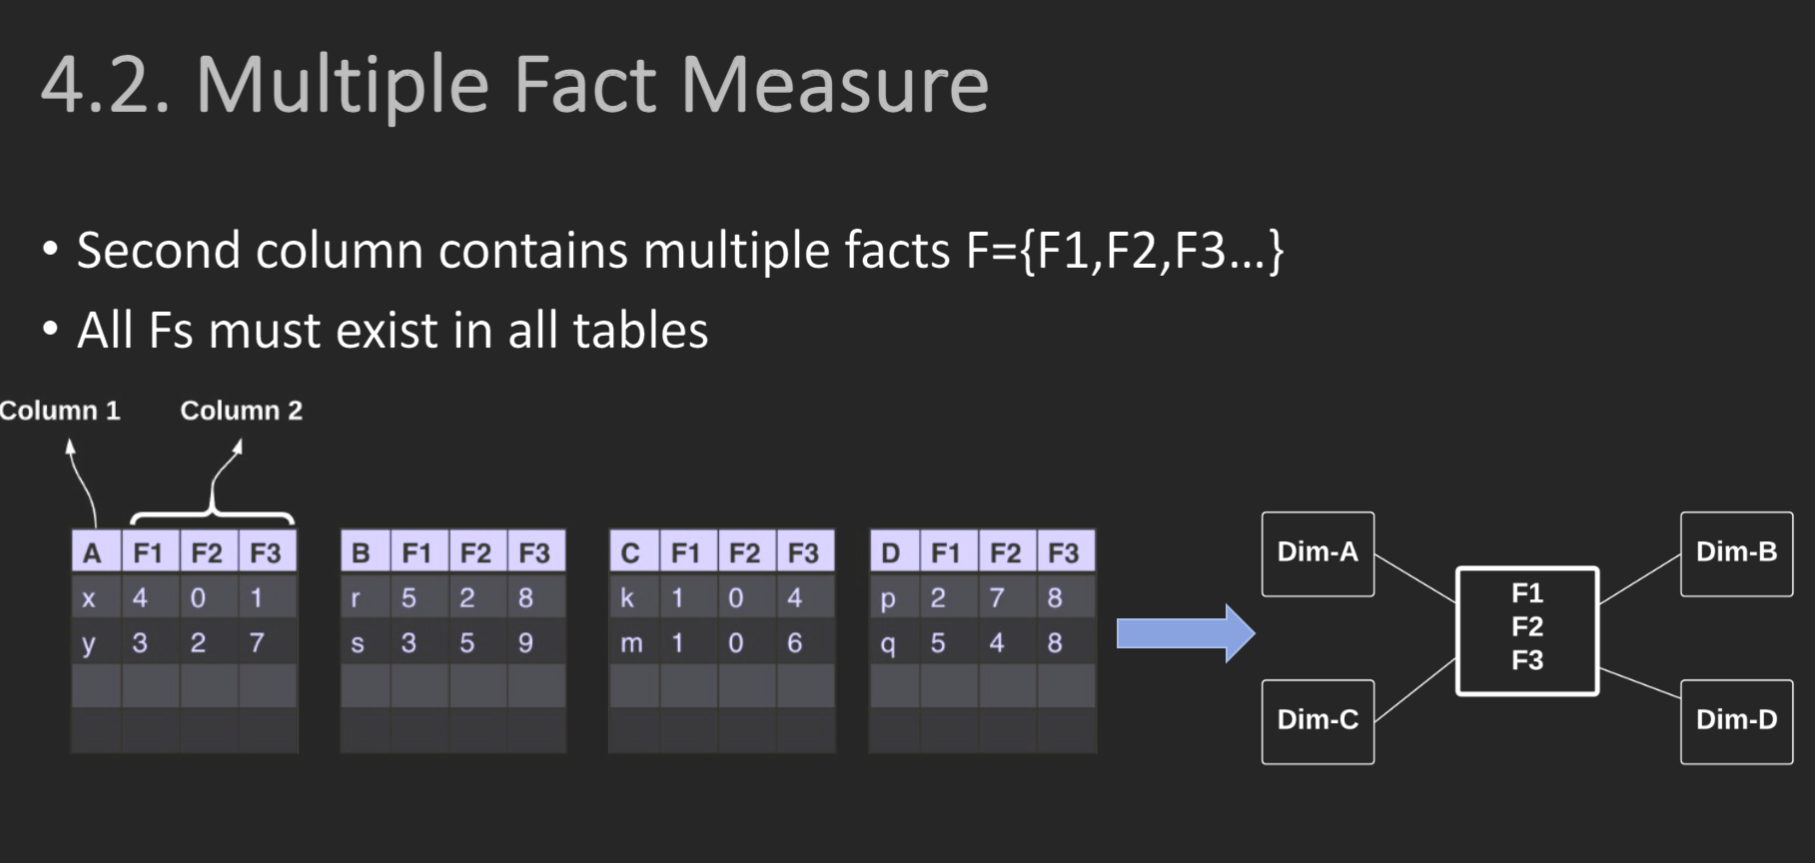 4.2. Multiple Fact Measure
• Second column contains multiple facts F={F1,F2,F3...}
• All Fs must exist in all tables
Column 1 Column 2
A F1 F2 F3
x 4 0 1
y 3 2 7
B F1 F2 F3
r 5 2 8
s 3 5 9
C F1 F2 F3
k 1 0 4
m 1 0 6
D F1 F2 F3
p 2 7 8
q 5 4 8
Dim-A
Dim-B
F1
F2
F3
Dim-C
Dim-D